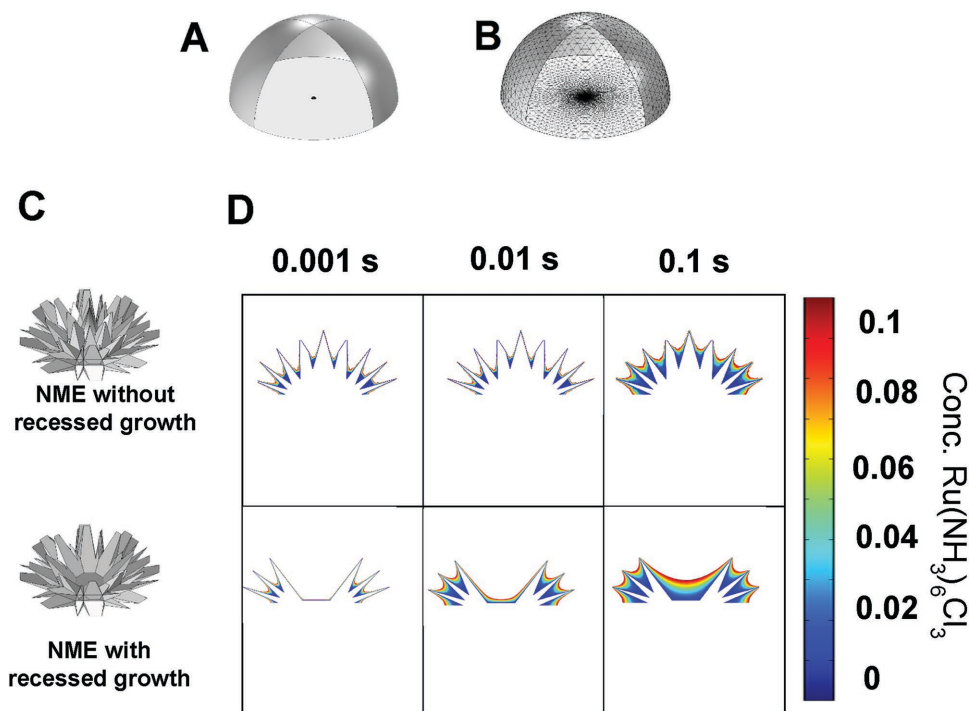 A
B
C
D
0.001 s
0.01 s
0.1 s
NME without
recessed growth
NME with
recessed growth
0.1
0.08
0.06
0.04
0.02
0
Conc. Ru(NH3)6Cl3